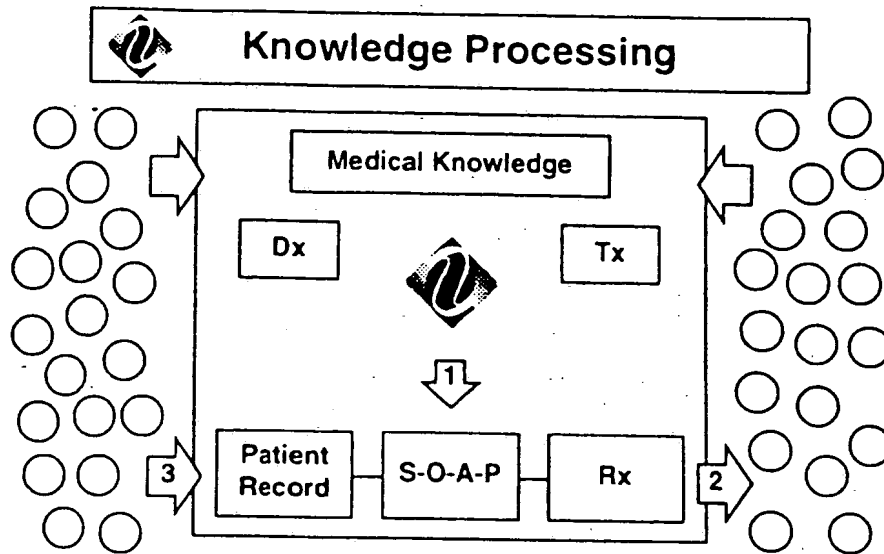 Knowledge Processing
Medical Knowledge
Dx
Tx
1
3
Patient
Record
S-O-A-P
Rx
2